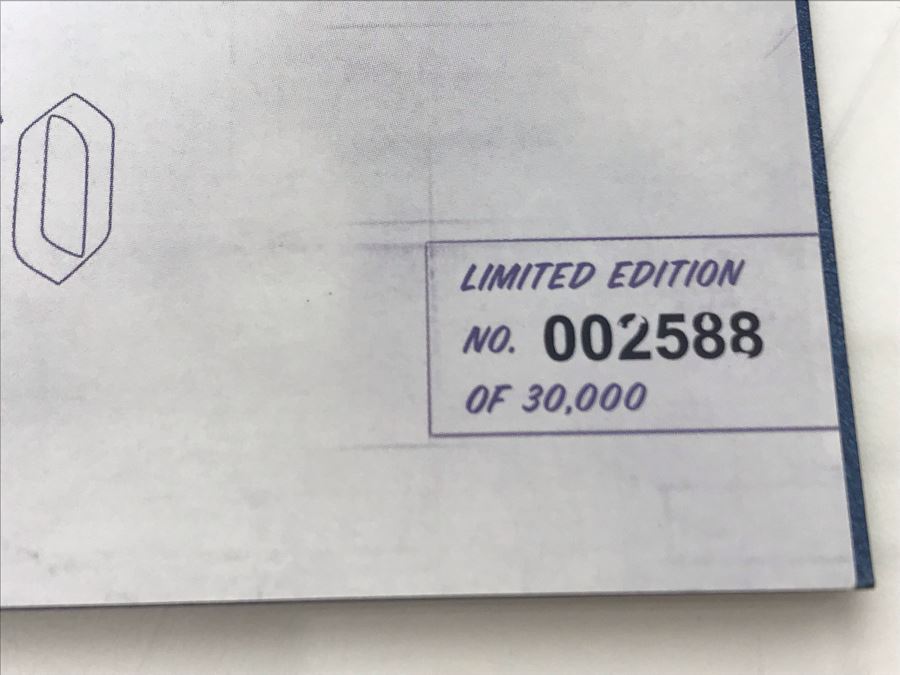 LIMITED EDITION
NO. 002588
OF 30,000